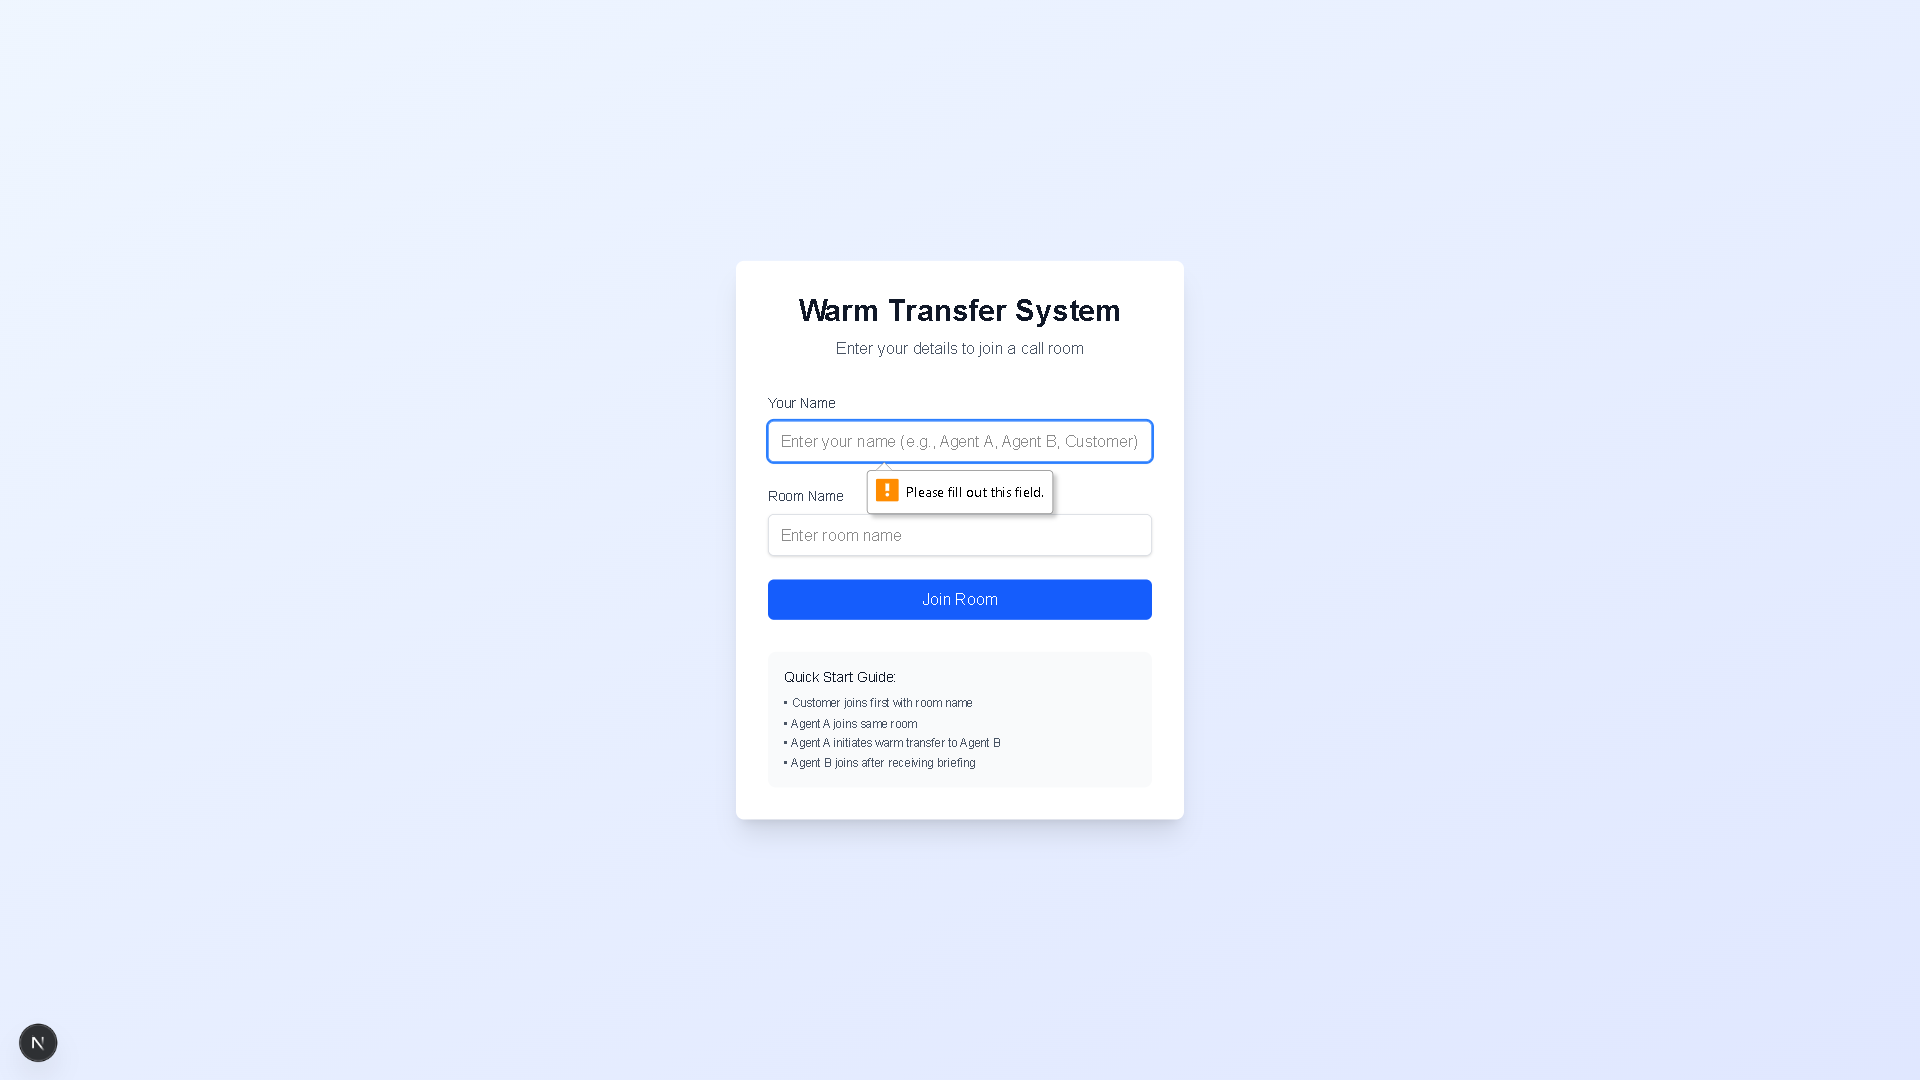 Warm Transfer System
Enter your details to join a call room
Your Name
Enter your name (e.g., Agent A, Agent B, Customer)
Please fill out this field.
Room Name
Enter room name
Join Room
Quick Start Guide:
• Customer joins first with room name
• Agent A joins same room
• Agent A initiates warm transfer to Agent B
• Agent B joins after receiving briefing
N